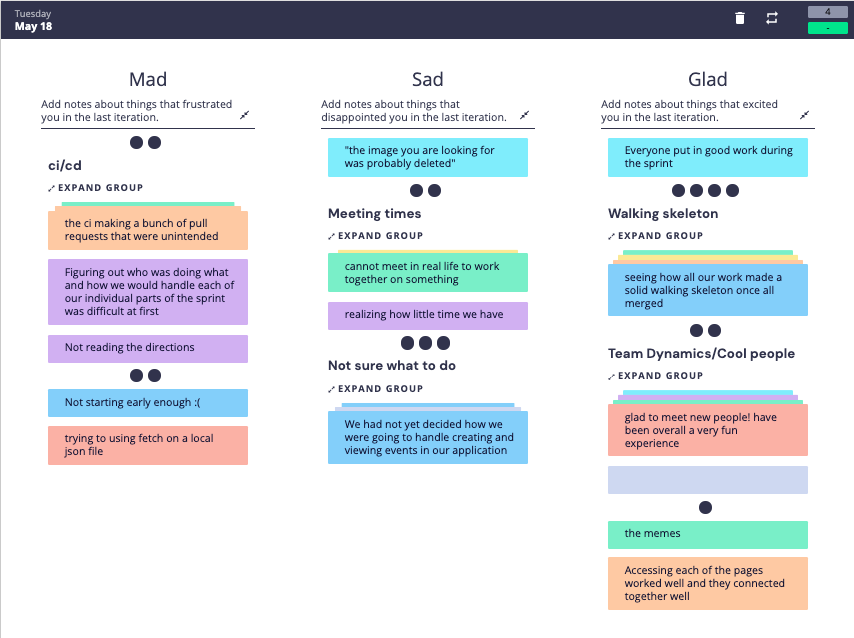 Tuesday
May 18
4
-
Mad
Add notes about things that frustrated
you in the last iteration.
ci/cd
EXPAND GROUP
the ci making a bunch of pull
requests that were unintended
Figuring out who was doing what
and how we would handle each of
our individual parts of the sprint
was difficult at first
Not reading the directions
Not starting early enough :(
trying to using fetch on a local
json file
Sad
Add notes about things that
disappointed you in the last iteration.
"the image you are looking for
was probably deleted"
Meeting times
EXPAND GROUP
cannot meet in real life to work
together on something
realizing how little time we have
Not sure what to do
EXPAND GROUP
We had not yet decided how we
were going to handle creating and
viewing events in our application
Glad
Add notes about things that excited
you in the last iteration.
Everyone put in good work during
the sprint
Walking skeleton
EXPAND GROUP
seeing how all our work made a
solid walking skeleton once all
merged
Team Dynamics/Cool people
EXPAND GROUP
glad to meet new people! have
been overall a very fun
experience
the memes
Accessing each of the pages
worked well and they connected
together well